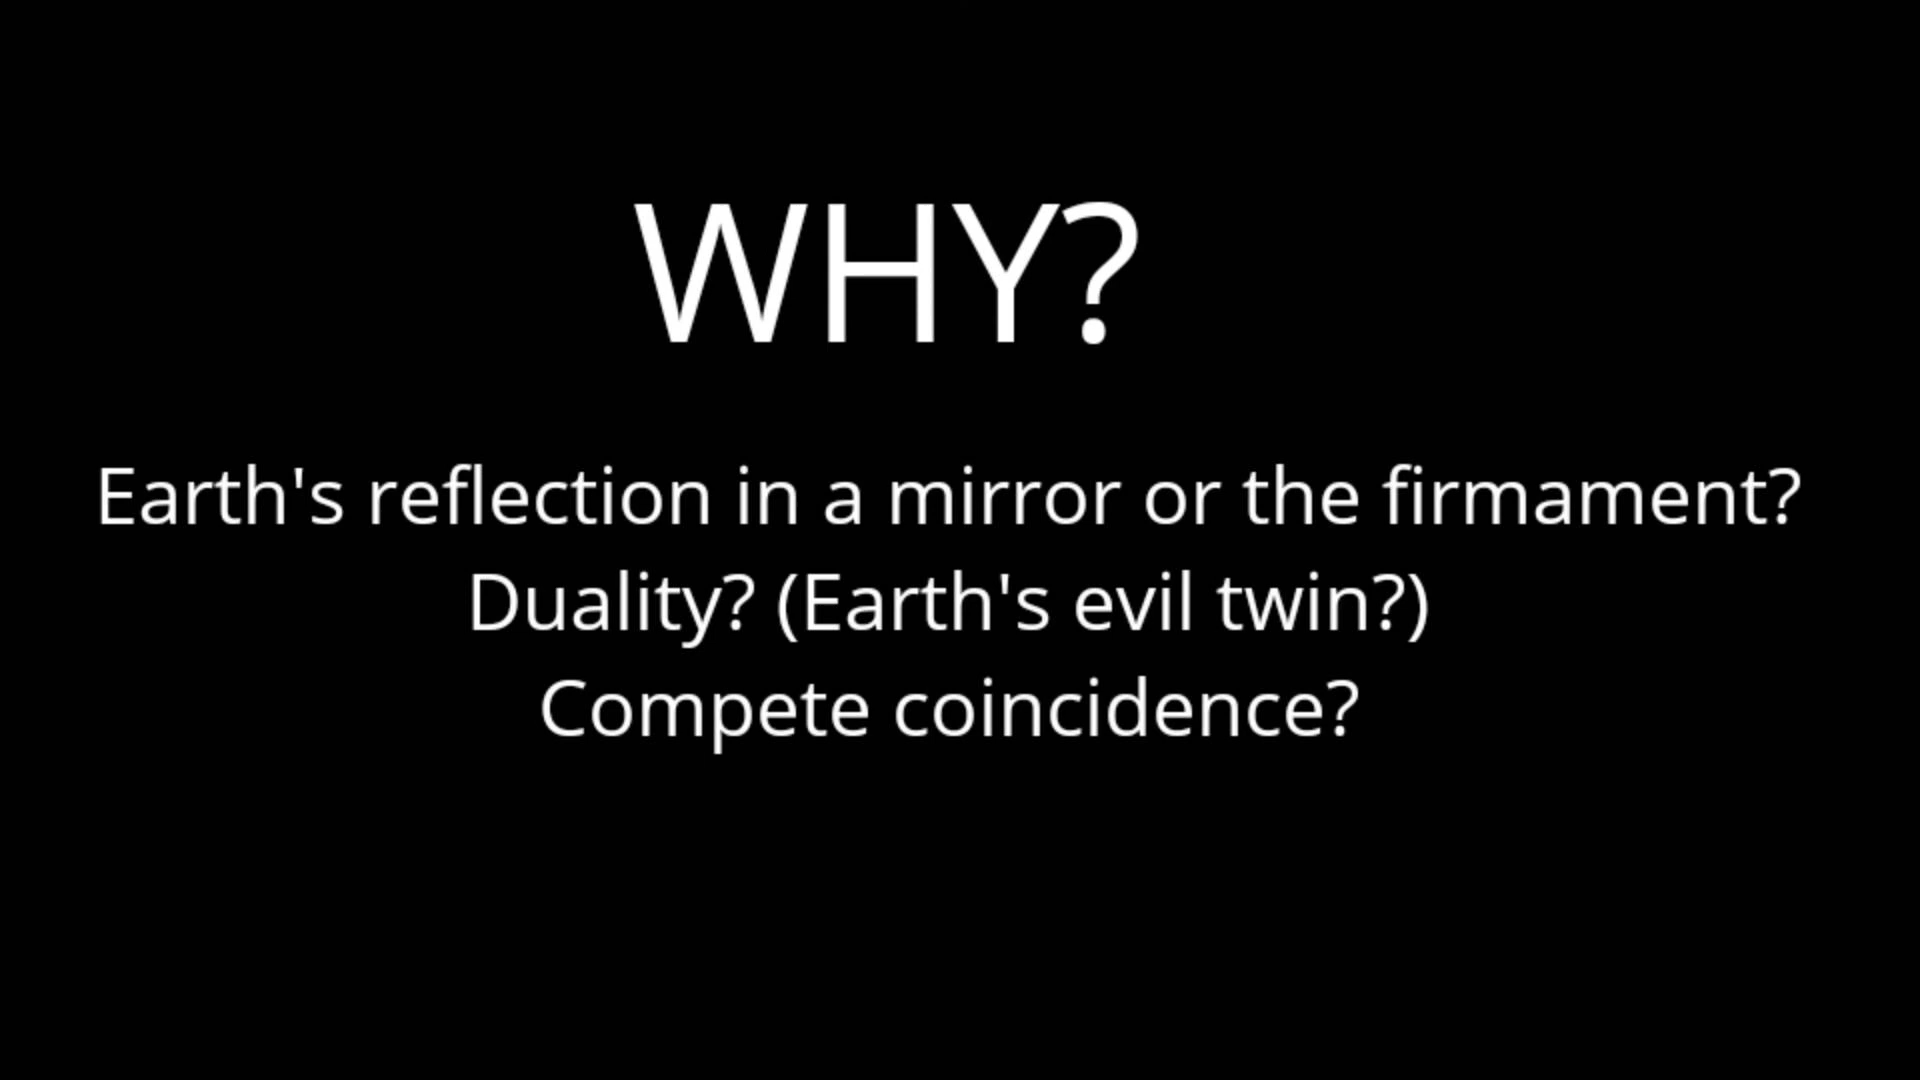 WHY?
Earth's reflection in a mirror or the firmament?
Duality? (Earth's evil twin?)
Compete coincidence?